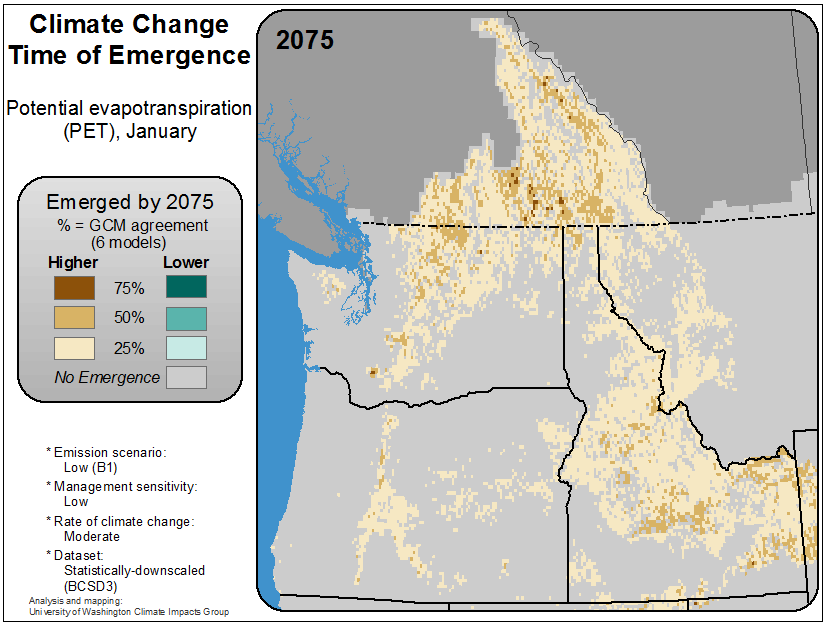 Climate Change
Time of Emergence
Potential evapotranspiration
(PET), January
Emerged by 2075
% = GCM agreement
(6 models)
Higher Lower
75%
50%
25%
No Emergence
* Emission scenario:
Low (B1)
* Management sensitivity:
Low
* Rate of climate change:
Moderate
* Dataset:
Statistically-downscaled
(BCSD3)
Analysis and mapping:
University of Washington Climate Impacts Group
2075